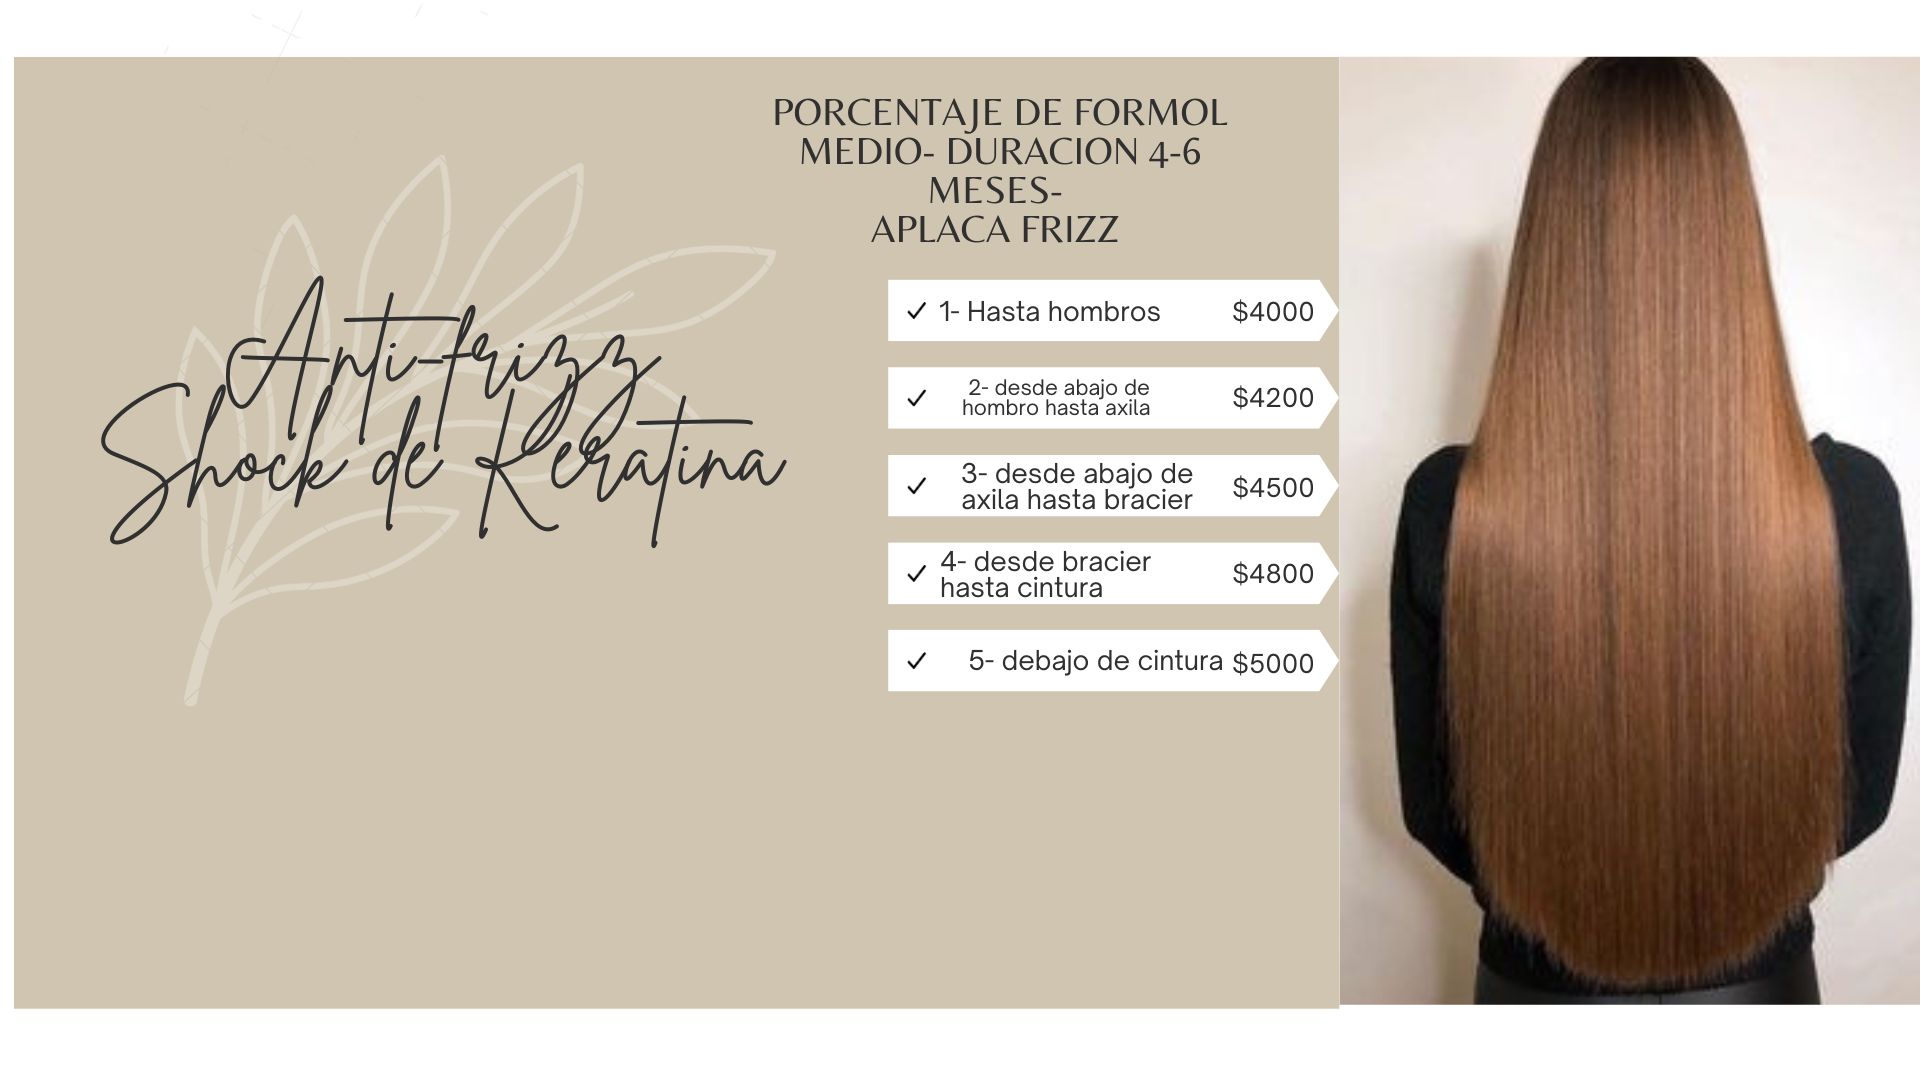 PORCENTAJE DE FORMOL
MEDIO- DURACION 4-6
MESES-
APLACA FRIZZ
Anti-frizz
Shock de Keratina
1- Hasta hombros $4000
2- desde abajo de
hombro hasta axila $4200
3- desde abajo de
axila hasta bracier $4500
4- desde bracier
hasta cintura $4800
5- debajo de cintura $5000